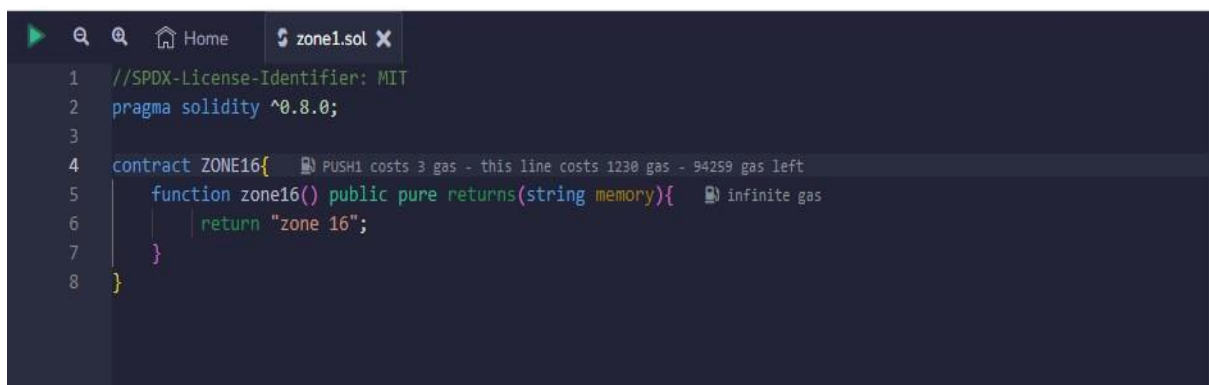 Home zone1.sol
1 //SPDX-License-Identifier: MIT
2 pragma solidity ^0.8.0;
3
4 contract ZONE16{ PUSH1 costs 3 gas - this line costs 1230 gas - 94259 gas left
5 function zone16() public pure returns(string memory){ infinite gas
6 return "zone 16";
7 }
8 }